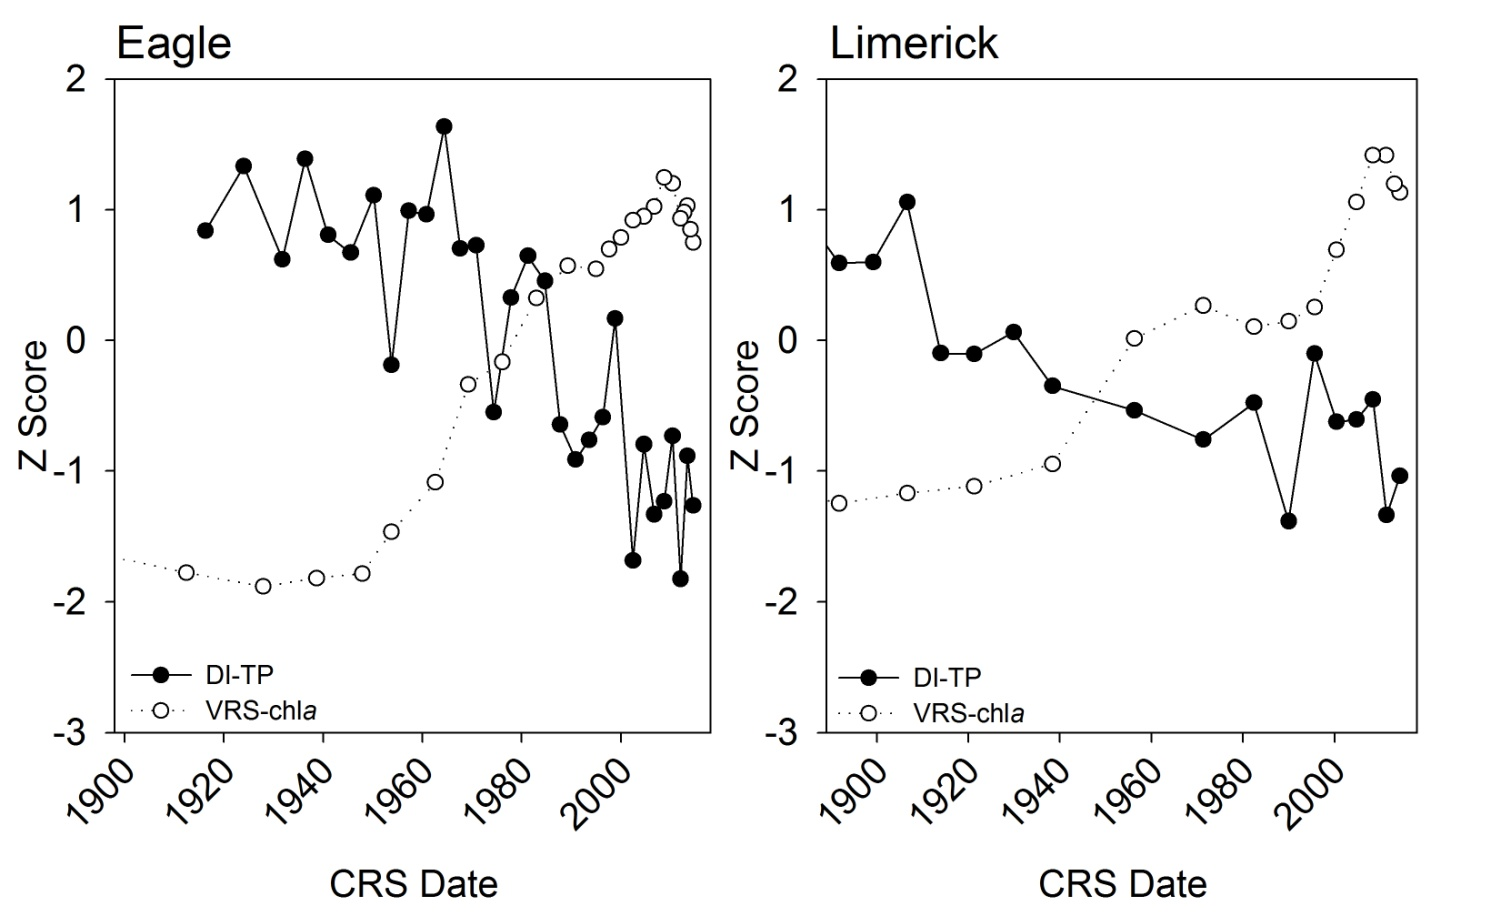 Eagle
2
1
0
-1
-2
-3
Z Score
DI-TP
VRS-chla
1900
1920
1940
1960
1980
2000
CRS Date
Limerick
2
1
0
-1
-2
-3
Z Score
DI-TP
VRS-chla
1900
1920
1940
1960
1980
2000
CRS Date